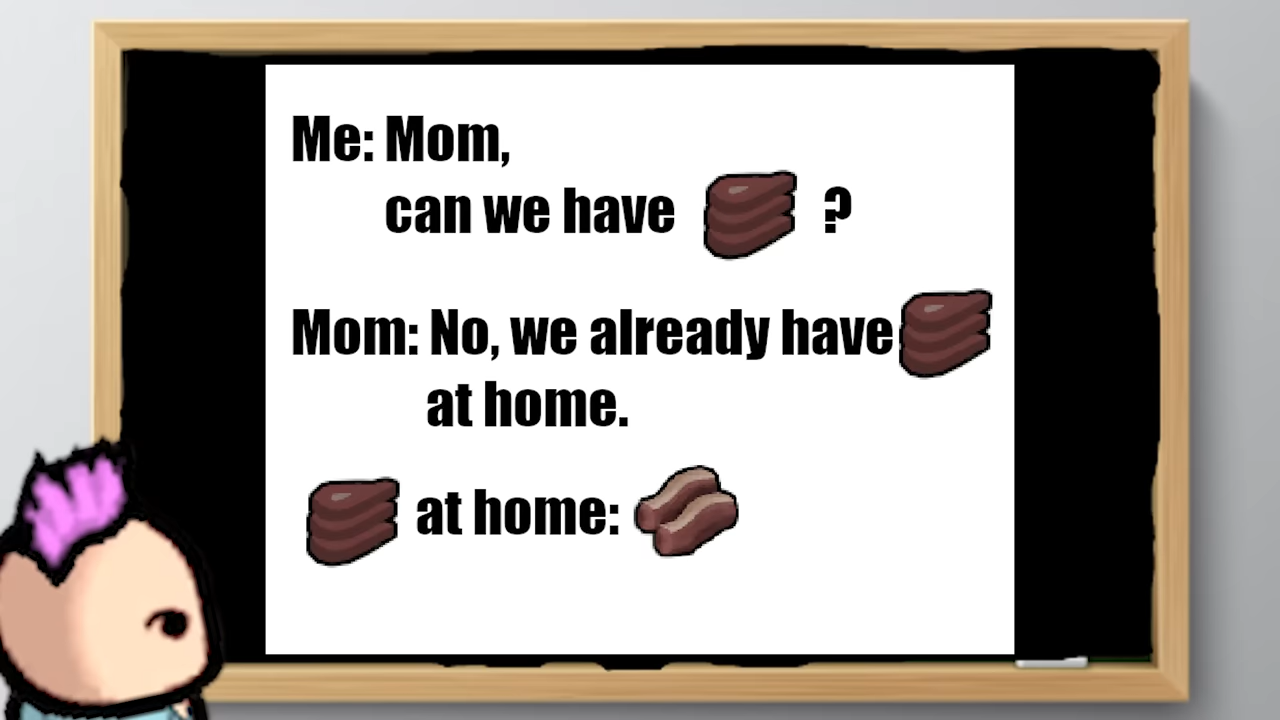 Me: Mom,
can we have ?
Mom: No, we already have
at home.
at home: